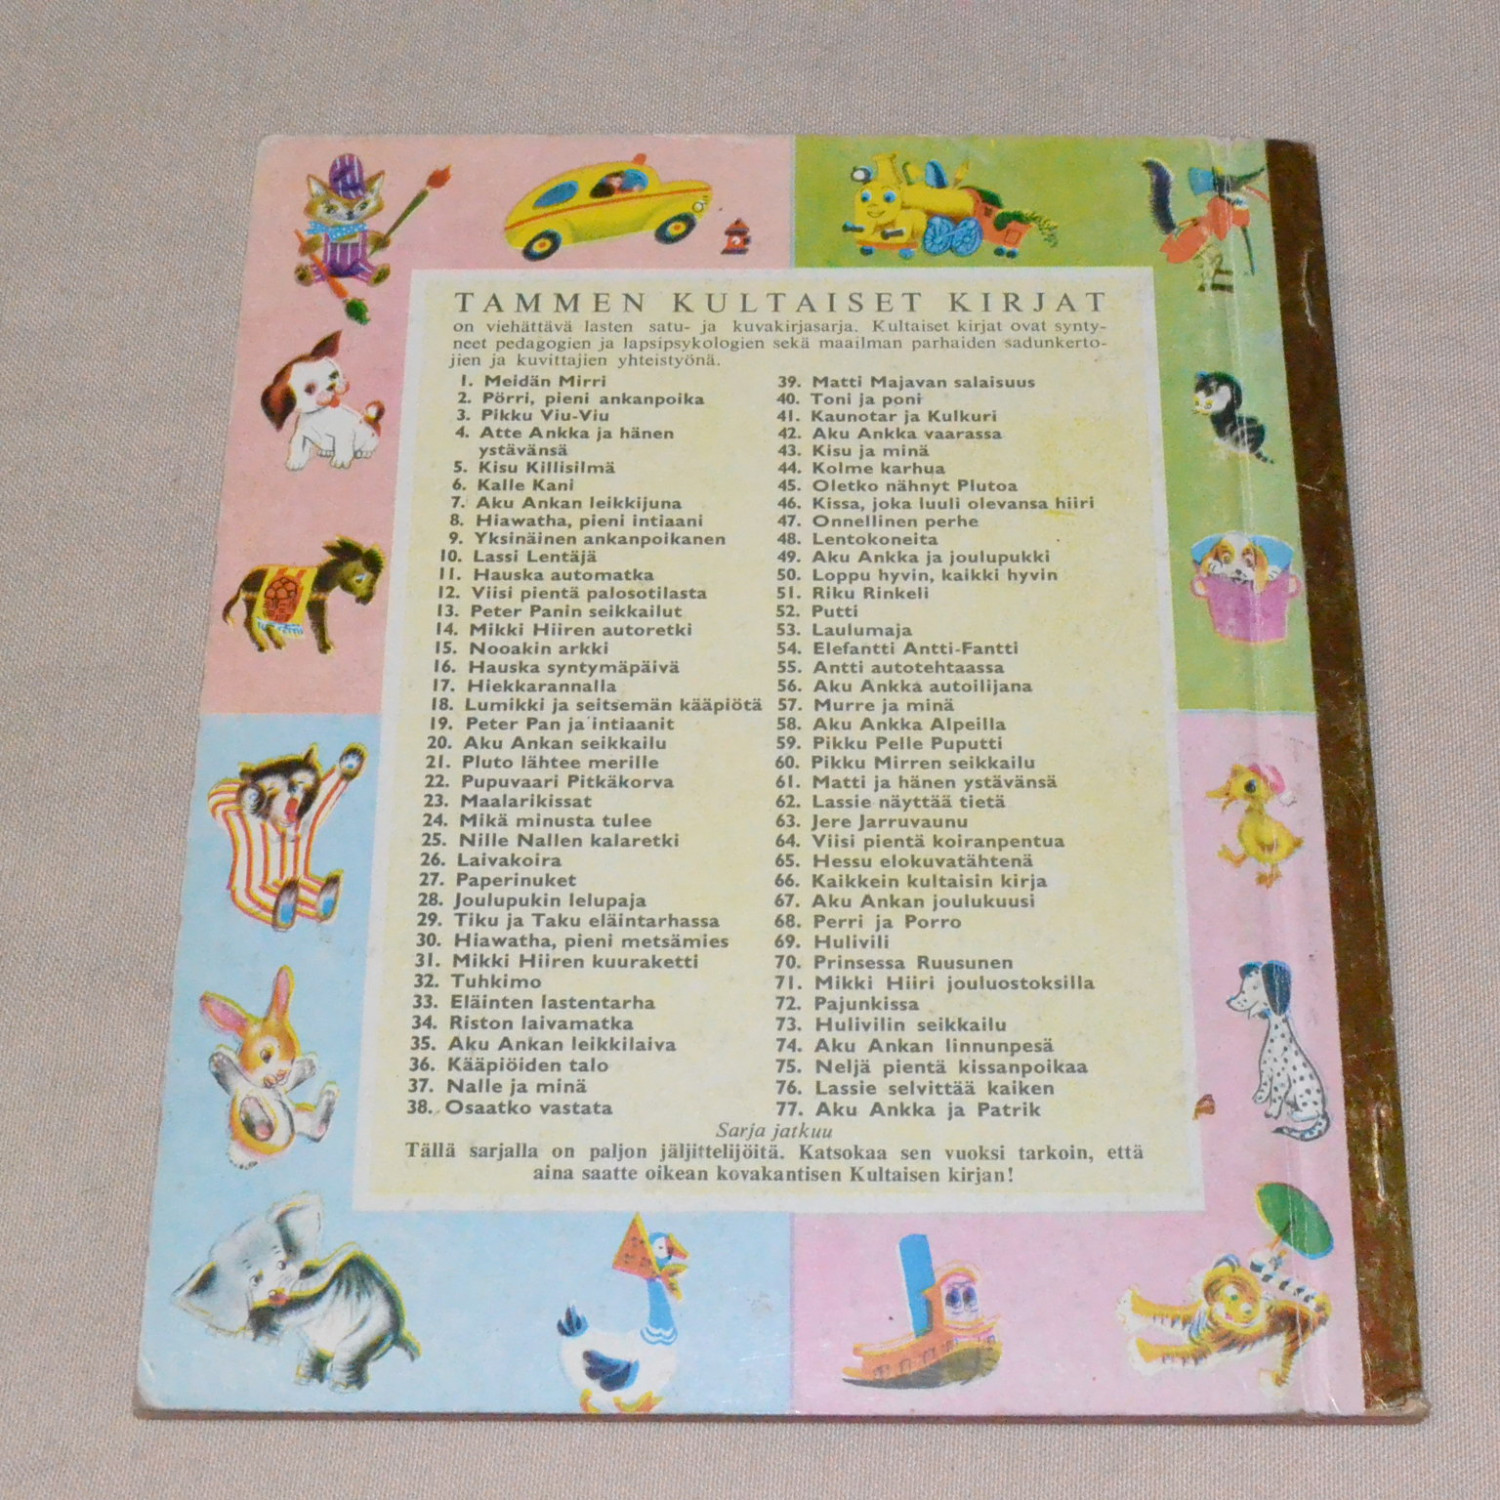 TAMMEN KULTAISET KIRJAT
on viehättävä lasten satu- ja kuvakirjasarja. Kultaiset kirjat ovat synty-
neet pedagogien ja lapsipsykologien sekä maailman parhaiden sadunkerto-
jien ja kuvittajien yhteistyönä.
1. Meidän Mirri
2. Pörri, pieni ankanpoika
3. Pikku Viu-Viu
4. Atte Ankka ja hänen
ystävänsä
5. Kisu Killisilmä
6. Kalle Kani
7. Aku Ankan leikkijuna
8. Hiawatha, pieni intiaani
9. Yksinäinen ankanpoikanen
10. Lassi Lentäjä
11. Hauska automatka
12. Viisi pientä palosotilasta
13. Peter Panin seikkailut
14. Mikki Hiiren autoretki
15. Nooakin arkki
16. Hauska syntymäpäivä
17. Hiekkarannalla
18. Lumikki ja seitsemän kääpiötä
19. Peter Pan ja intiaanit
20. Aku Ankan seikkailu
21. Pluto lähtee merille
22. Pupuvaari Pitkäkorva
23. Maalarikissat
24. Mikä minusta tulee
25. Nille Nallen kalaretki
26. Laivakoira
27. Paperinuket
28. Joulupukin lelupaja
29. Tiku ja Taku eläintarhassa
30. Hiawatha, pieni metsämies
31. Mikki Hiiren kuuraketti
32. Tuhkimo
33. Eläinten lastentarha
34. Riston laivamatka
35. Aku Ankan leikkilaiva
36. Kääpiöiden talo
37. Nalle ja minä
38. Osaatko vastata
39. Matti Majavan salaisuus
40. Toni ja poni
41. Kaunotar ja Kulkuri
42. Aku Ankka vaarassa
43. Kisu ja minä
44. Kolme karhua
45. Oletko nähnyt Plutoa
46. Kissa, joka luuli olevansa hiiri
47. Onnellinen perhe
48. Lentokoneita
49. Aku Ankka ja joulupukki
50. Loppu hyvin, kaikki hyvin
51. Riku Rinkeli
52. Putti
53. Laulumaja
54. Elefantti Antti-Fantti
55. Antti autotehtaassa
56. Aku Ankka autoilijana
57. Murre ja minä
58. Aku Ankka Alpeilla
59. Pikku Pelle Puputti
60. Pikku Mirren seikkailu
61. Matti ja hänen ystävänsä
62. Lassie näyttää tietä
63. Jere Jarruvaunu
64. Viisi pientä koiranpentua
65. Hessu elokuvatähtenä
66. Kaikkein kultaisin kirja
67. Aku Ankan joulukuusi
68. Perri ja Porro
69. Hulivili
70. Prinsessa Ruusunen
71. Mikki Hiiri jouluostoksilla
72. Pajunkissa
73. Hulivilin seikkailu
74. Aku Ankan linnunpesä
75. Neljä pientä kissanpoikaa
76. Lassie selvittää kaiken
77. Aku Ankka ja Patrik
Sarja jatkuu
Tällä sarjalla on paljon jäljittelijöitä. Katsokaa sen vuoksi tarkoin, että
aina saatte oikean kovakantisen Kultaisen kirjan!